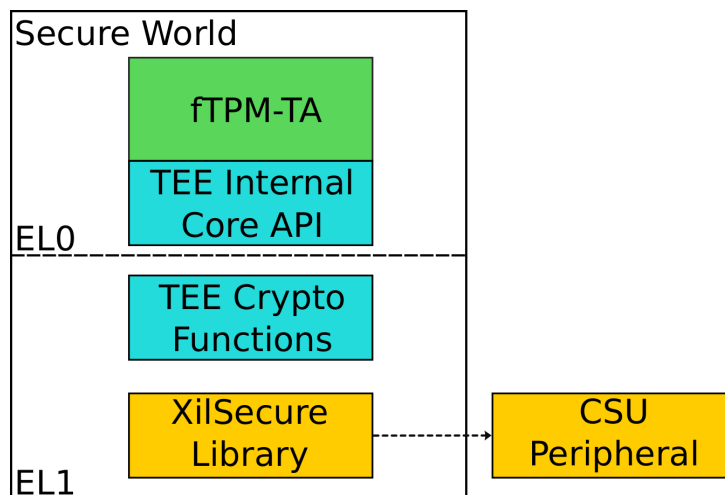 Secure World
fTPM-TA
TEE Internal
Core API
EL0
TEE Crypto
Functions
XilSecure
Library
CSU
Peripheral
EL1